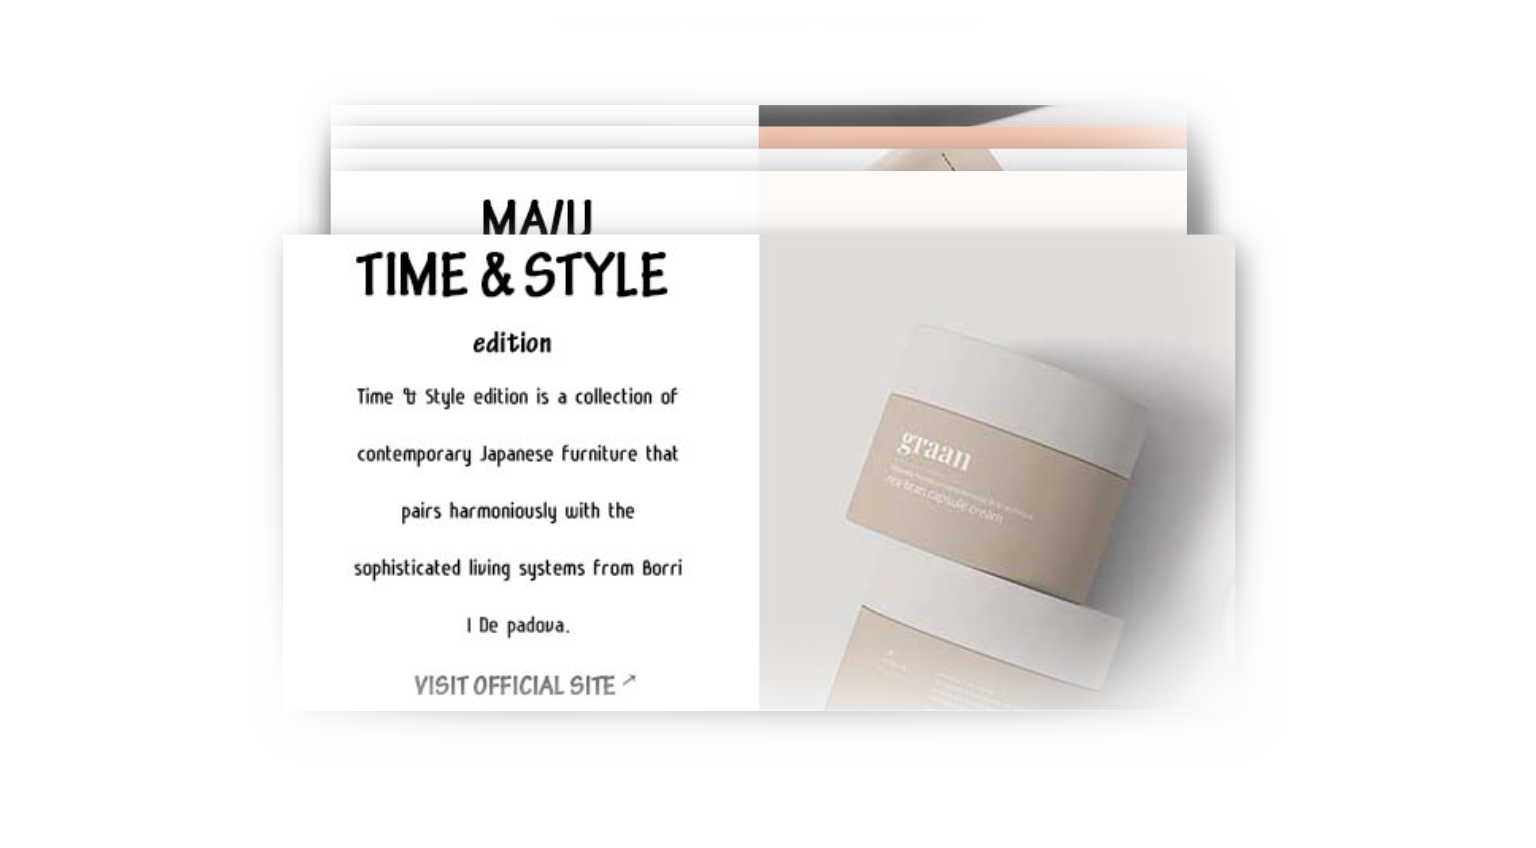 MA/U
TIME & STYLE
edition
Time & Style edition is a collection of
contemporary Japanese furniture that
pairs harmoniously with the
sophisticated living systems from Borri
I De padova.
VISIT OFFICIAL SITE ↗
graan
rice bran capsule cream